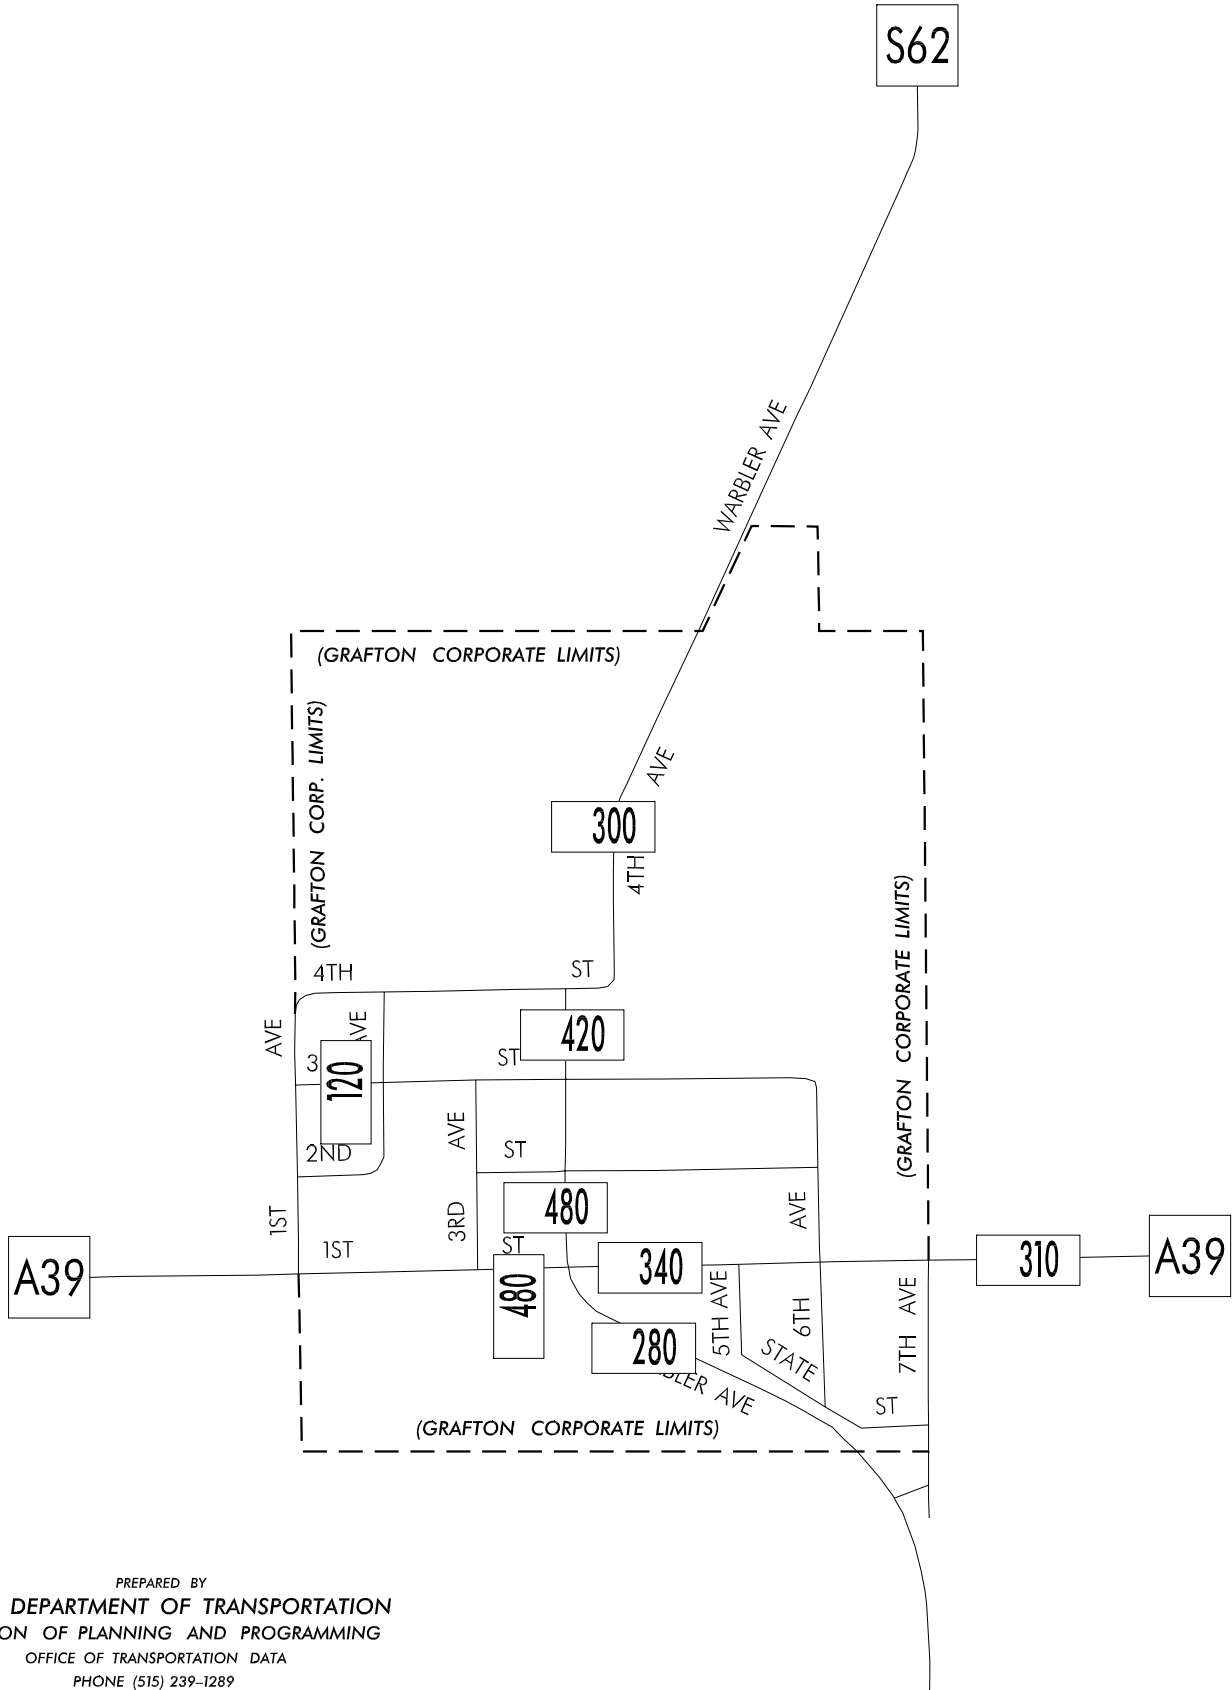 S62
WARBLER AVE
(GRAFTON CORPORATE LIMITS)
(GRAFTON CORP. LIMITS)
AVE
300
4TH
(GRAFTON CORPORATE LIMITS)
4TH
ST
AVE
AVE
420
3
ST
120
2ND
AVE
ST
1ST
3RD
480
AVE
1ST
ST
A39
480
340
310
A39
5TH AVE
6TH
7TH AVE
280
STATE
AVE
ST
(GRAFTON CORPORATE LIMITS)
PREPARED BY
DEPARTMENT OF TRANSPORTATION
ON OF PLANNING AND PROGRAMMING
OFFICE OF TRANSPORTATION DATA
PHONE (515) 239-1289